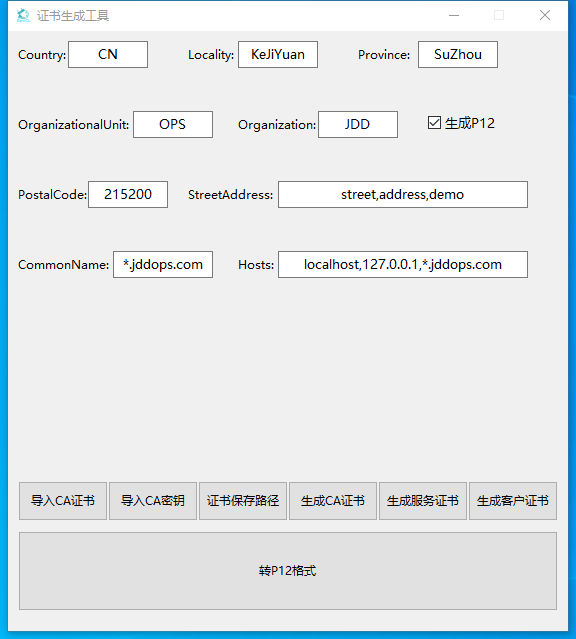 证书生成工具
Country: CN Locality: KeJiYuan Province: SuZhou
OrganizationalUnit: OPS Organization: JDD 生成P12
PostalCode: 215200 StreetAddress: street,address,demo
CommonName: *.jddops.com Hosts: localhost,127.0.0.1,*.jddops.com
导入CA证书 导入CA密钥 证书保存路径 生成CA证书 生成服务证书 生成客户证书
转P12格式